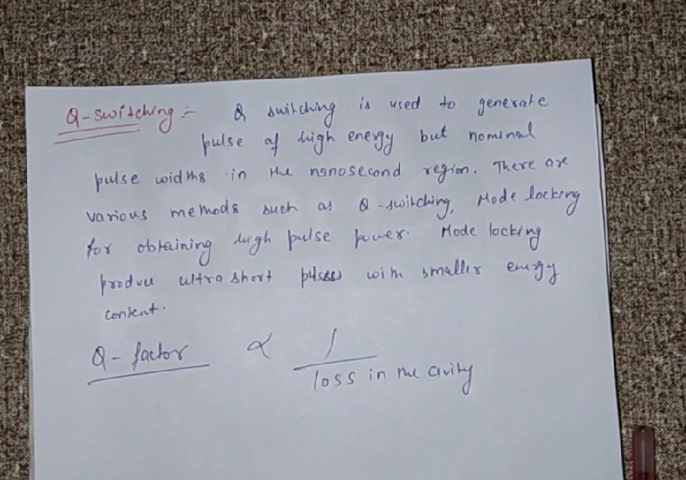 Q-switching :- Q switching is used to generate
pulse of high energy but nominal
pulse widths in the nanosecond region. There are
various methods such as Q-switching, Mode locking
for obtaining high pulse power. Mode locking
produce ultra short pulses with smaller energy
content.
Q-factor ∝ 1
loss in the cavity